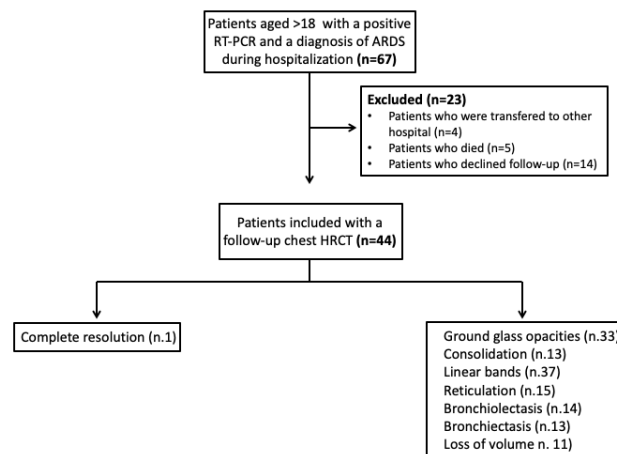 Patients aged >18 with a positive
RT-PCR and a diagnosis of ARDS
during hospitalization (n=67)
Excluded (n=23)
• Patients who were transfered to other
hospital (n=4)
• Patients who died (n=5)
• Patients who declined follow-up (n=14)
Patients included with a
follow-up chest HRCT (n=44)
Complete resolution (n.1)
Ground glass opacities (n.33)
Consolidation (n.13)
Linear bands (n.37)
Reticulation (n.15)
Bronchiolectasis (n.14)
Bronchiectasis (n.13)
Loss of volume n. 11)